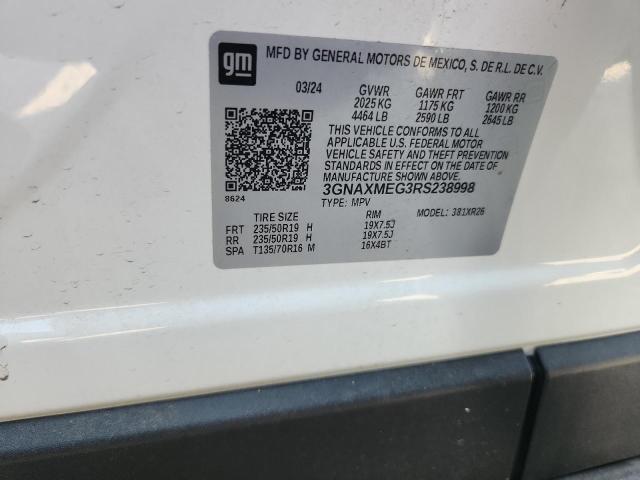 gm MFD BY GENERAL MOTORS DE MEXICO, S. DE R.L. DE C.V.
03/24 GVWR GAWR FRT GAWR RR
2025 KG 1175 KG 1200 KG
4464 LB 2590 LB 2645 LB
THIS VEHICLE CONFORMS TO ALL
APPLICABLE U.S. FEDERAL MOTOR
VEHICLE SAFETY AND THEFT PREVENTION
STANDARDS IN EFFECT ON THE DATE OF
MANUFACTURE SHOWN ABOVE.
3GNAXMEG3RS238998
8624 TYPE: MPV MODEL: 381XR26
TIRE SIZE RIM
FRT 235/50R19 H 19X7.5J
RR 235/50R19 H 19X7.5J
SPA T135/70R16 M 16X4BT